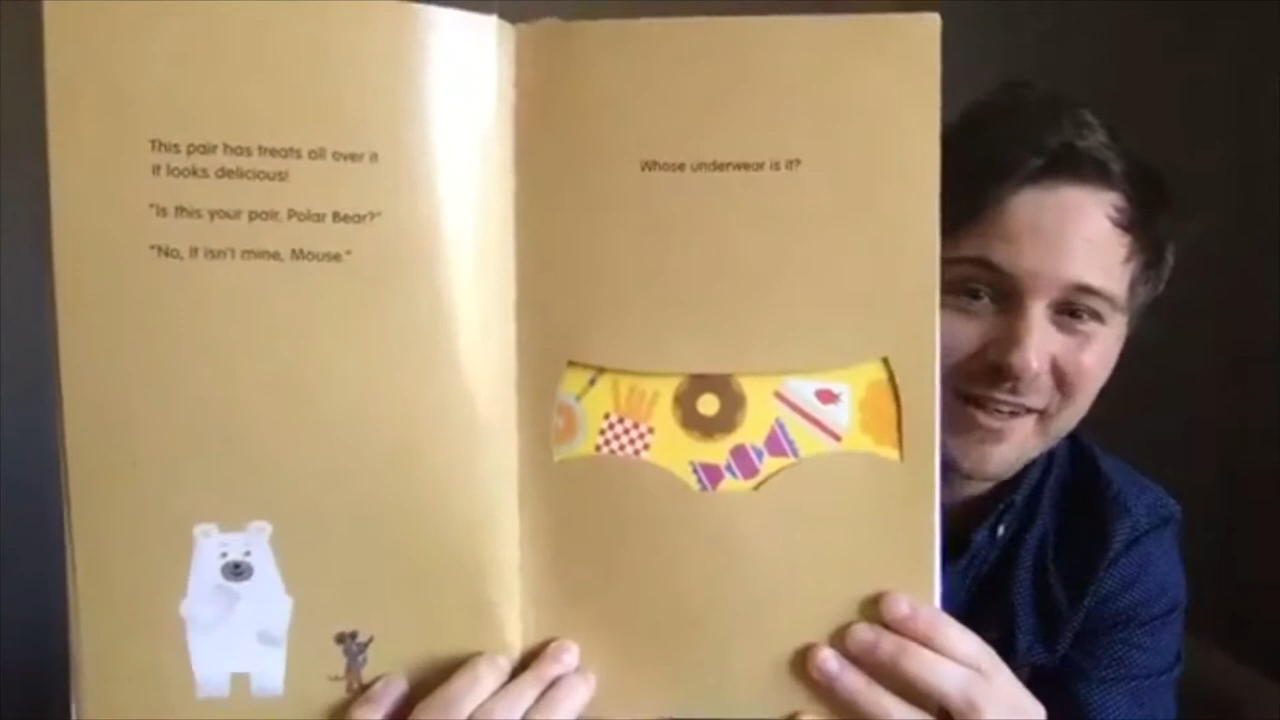 This pair has treats all over it
It looks delicious!
"Is this your pair, Polar Bear?"
"No, it isn't mine, Mouse."
Whose underwear is it?